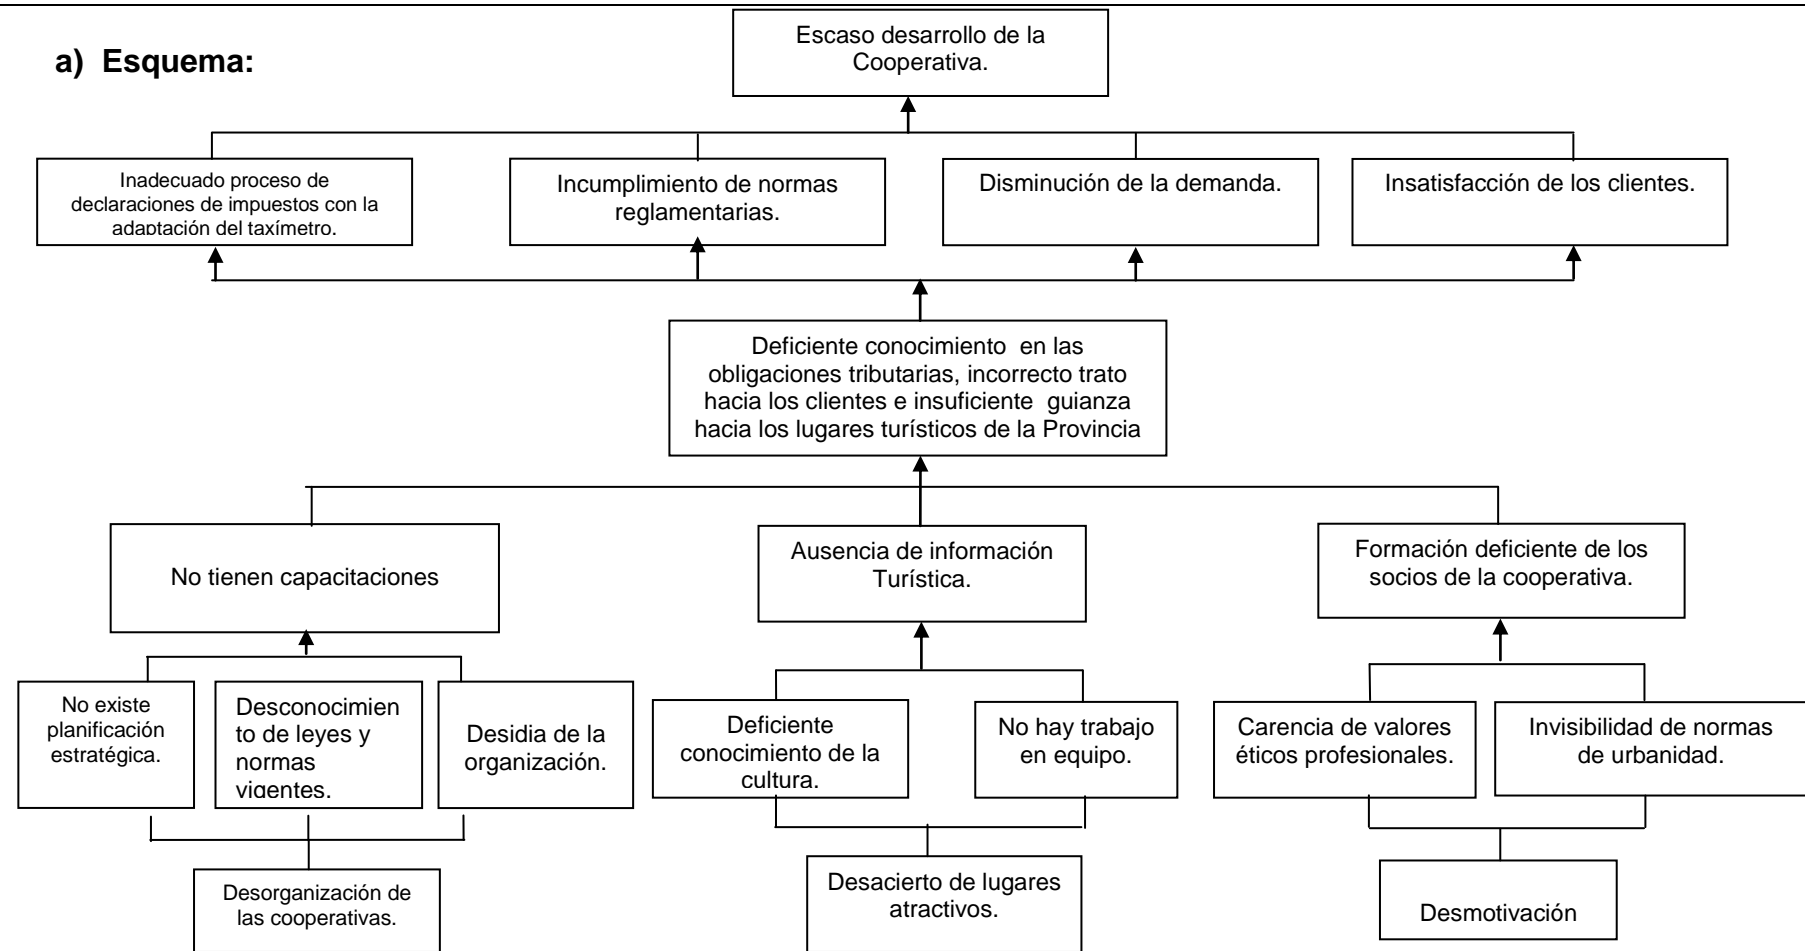 a) Esquema:
Escaso desarrollo de la
Cooperativa.
Inadecuado proceso de
declaraciones de impuestos con la
adaptación del taxímetro.
Incumplimiento de normas
reglamentarias.
Disminución de la demanda.
Insatisfacción de los clientes.
Deficiente conocimiento en las
obligaciones tributarias, incorrecto trato
hacia los clientes e insuficiente guianza
hacia los lugares turísticos de la Provincia
No tienen capacitaciones
Ausencia de información
Turística.
Formación deficiente de los
socios de la cooperativa.
No existe
planificación
estratégica.
Desconocimien
to de leyes y
normas
vigentes.
Desidia de la
organización.
Deficiente
conocimiento de la
cultura.
No hay trabajo
en equipo.
Carencia de valores
éticos profesionales.
Invisibilidad de normas
de urbanidad.
Desorganización de
las cooperativas.
Desacierto de lugares
atractivos.
Desmotivación